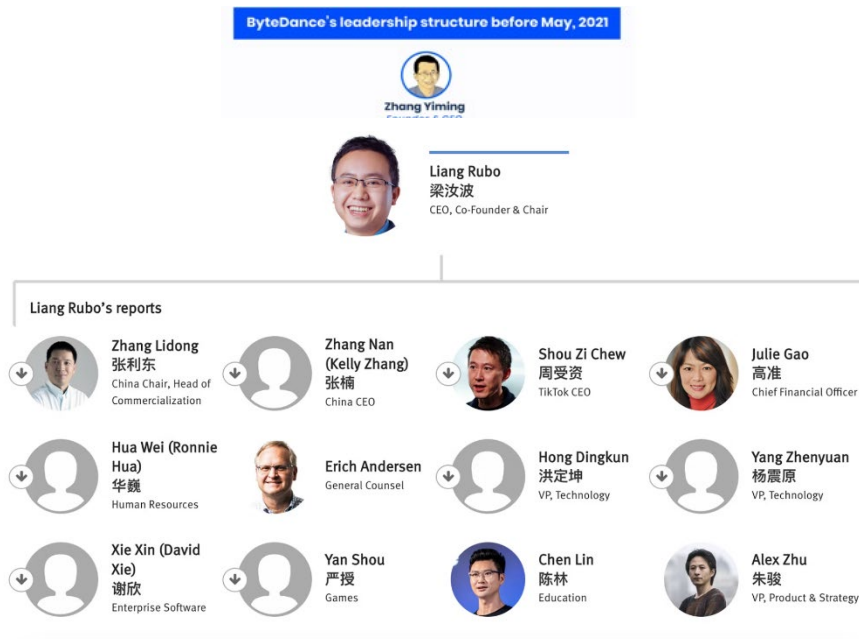 ByteDance's leadership structure before May, 2021
Zhang Yiming
Founder & CEO
Liang Rubo
梁汝波
CEO, Co-Founder & Chair
Liang Rubo's reports
Zhang Lidong
张利东
China Chair, Head of
Commercialization
Zhang Nan
(Kelly Zhang)
张楠
China CEO
Shou Zi Chew
周受资
TikTok CEO
Julie Gao
高准
Chief Financial Officer
Hua Wei (Ronnie
Hua)
华巍
Human Resources
Erich Andersen
General Counsel
Hong Dingkun
洪定坤
VP, Technology
Yang Zhenyuan
杨震原
VP, Technology
Xie Xin (David
Xie)
谢欣
Enterprise Software
Yan Shou
严授
Games
Chen Lin
陈林
Education
Alex Zhu
朱骏
VP, Product & Strategy